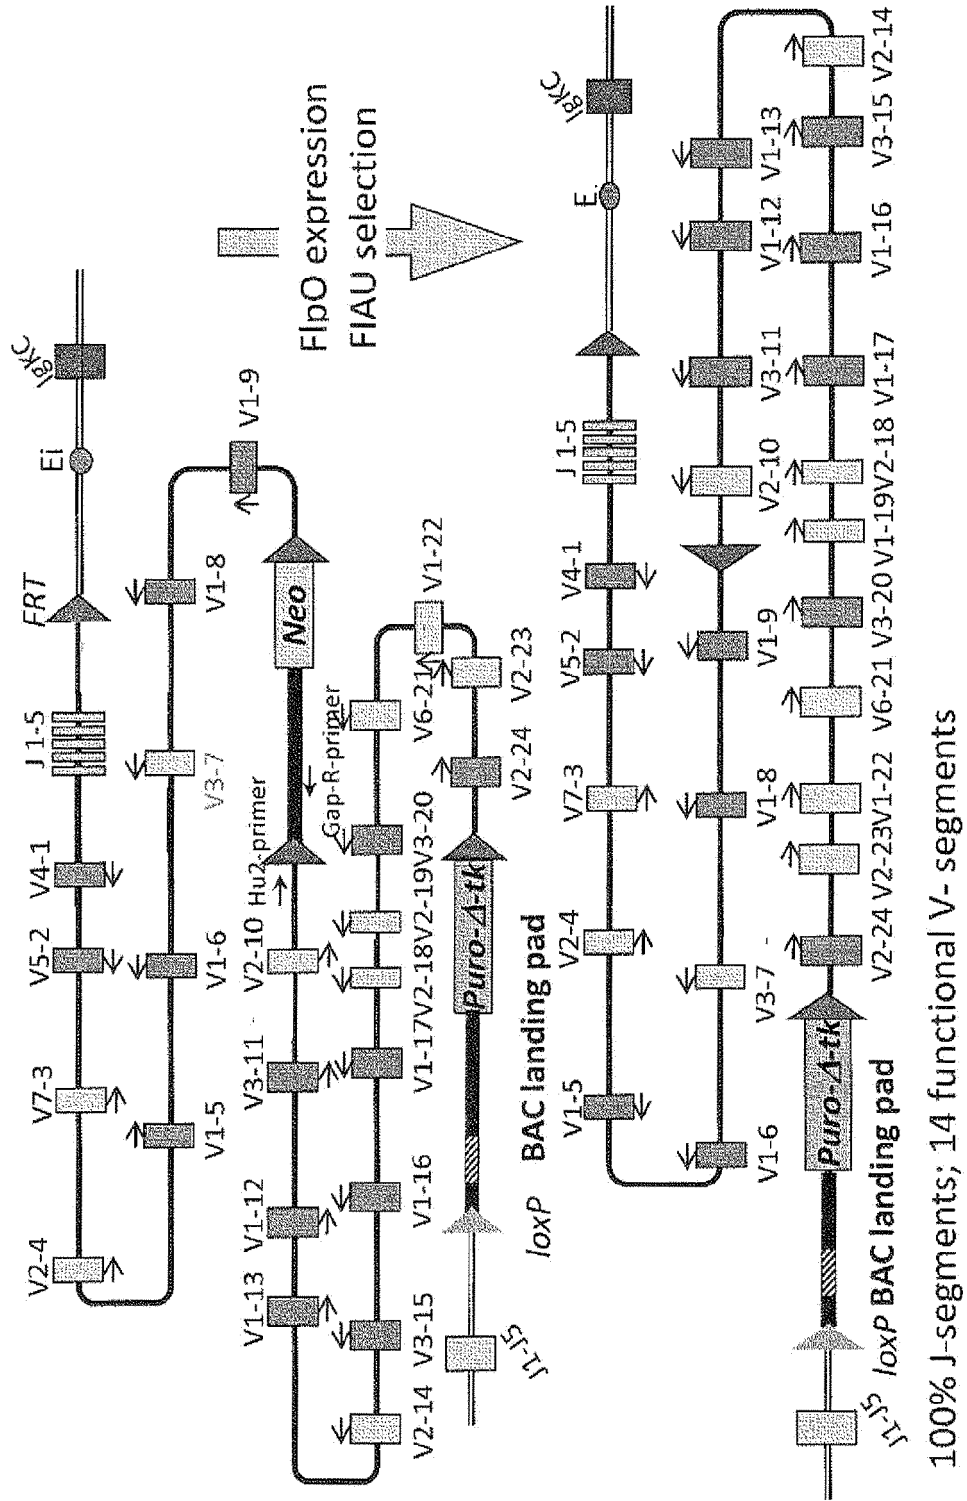 FRT
Ei
IgKC
J 1-5
V4-1
V5-2
V7-3
V2-4
V1-5
V1-6
V3-7
V1-8
V1-9
Neo
Hu2-primer
Gap-R-primer
V2-10
V3-11
V1-12
V1-13
V2-14
V3-15
V1-16
V1-17
V2-18
V2-19
V3-20
V6-21
V1-22
V2-23
V2-24
Puro-Δ-tk
BAC landing pad
loxP
J1-J5
FlpO expression
FIAU selection
IgKC
E.
J 1-5
V4-1
V5-2
V7-3
V2-4
V1-5
V1-6
V3-7
V1-8
V1-9
V2-10
V3-11
V1-12
V1-13
V2-14
V3-15
V1-16
V1-17
V2-18
V1-19
V3-20
V6-21
V1-22
V2-23
V2-24
Puro-Δ-tk
loxP BAC landing pad
J1-J5
100% J-segments; 14 functional V- segments